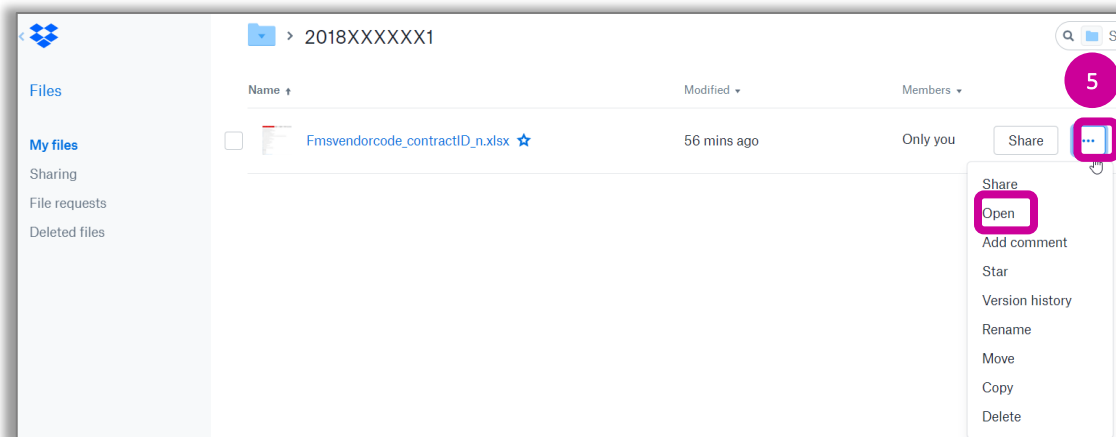 2018XXXXXX1
S
5
Files
Name
Modified
Members
My files
Fmsvendorcode_contractID_n.xlsx
56 mins ago
Only you
Share
...
Sharing
File requests
Deleted files
Share
Open
Add comment
Star
Version history
Rename
Move
Copy
Delete